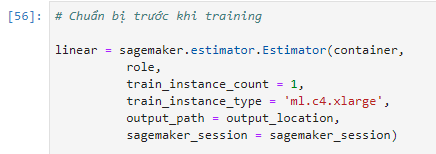 [56]: # Chuẩn bị trước khi training
linear = sagemaker.estimator.Estimator(container,
role,
train_instance_count = 1,
train_instance_type = 'ml.c4.xlarge',
output_path = output_location,
sagemaker_session = sagemaker_session)